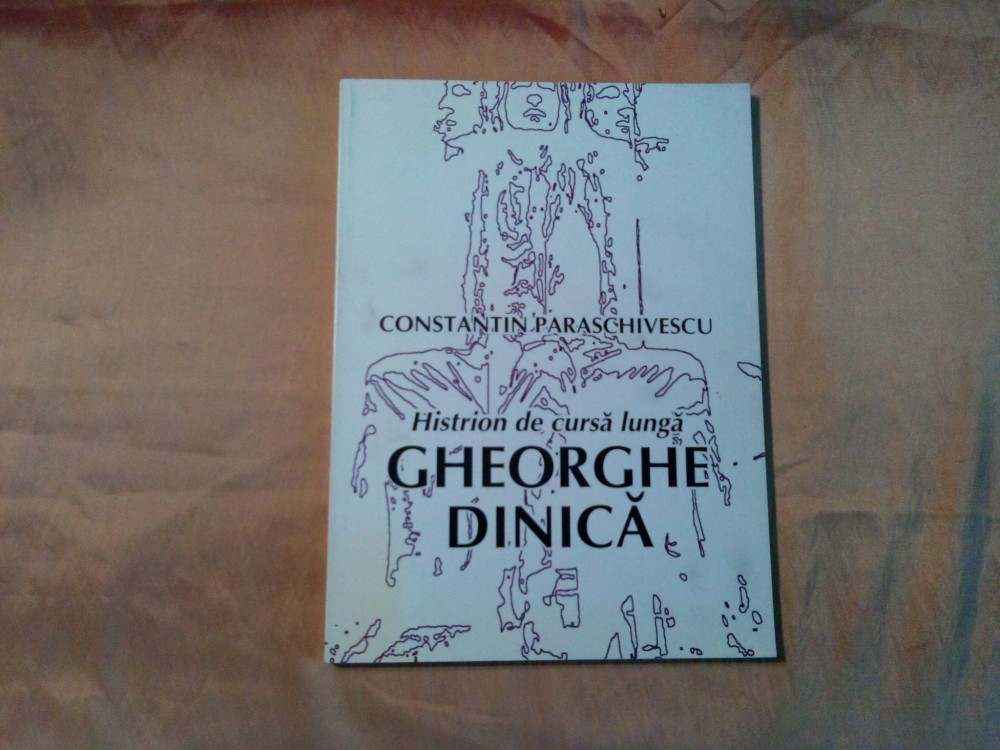 CONSTANTIN PARASCHIVESCU
Histrion de cursă lungă
GHEORGHE
DINICĂ